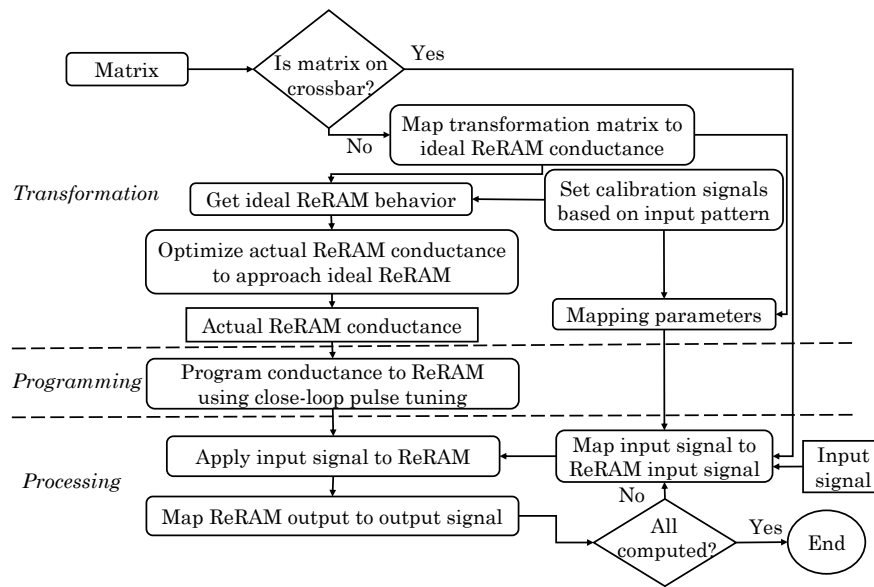 Matrix
Is matrix on
crossbar?
Yes
No
Map transformation matrix to
ideal ReRAM conductance
Transformation
Get ideal ReRAM behavior
Set calibration signals
based on input pattern
Optimize actual ReRAM conductance
to approach ideal ReRAM
Actual ReRAM conductance
Mapping parameters
Programming
Program conductance to ReRAM
using close-loop pulse tuning
Processing
Apply input signal to ReRAM
Map input signal to
ReRAM input signal
Input
signal
Map ReRAM output to output signal
No
All
computed?
Yes
End